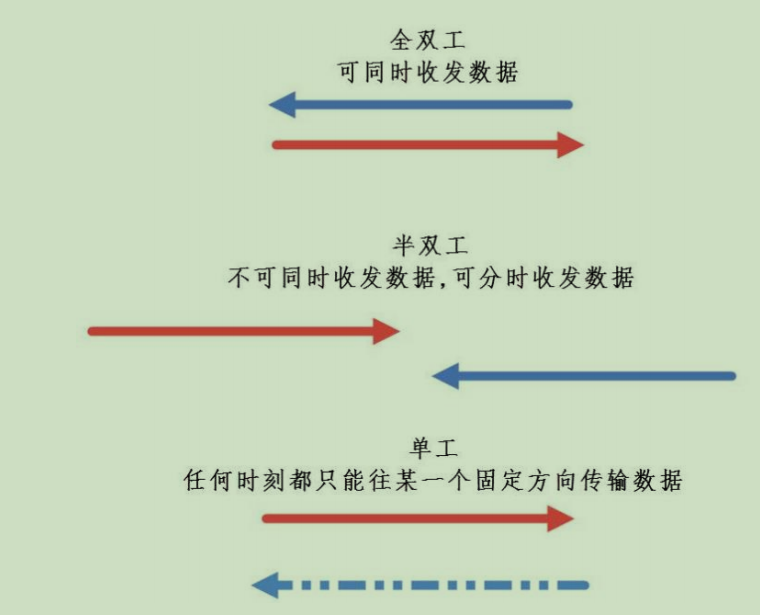 全双工
可同时收发数据
半双工
不可同时收发数据,可分时收发数据
单工
任何时刻都只能往某一个固定方向传输数据